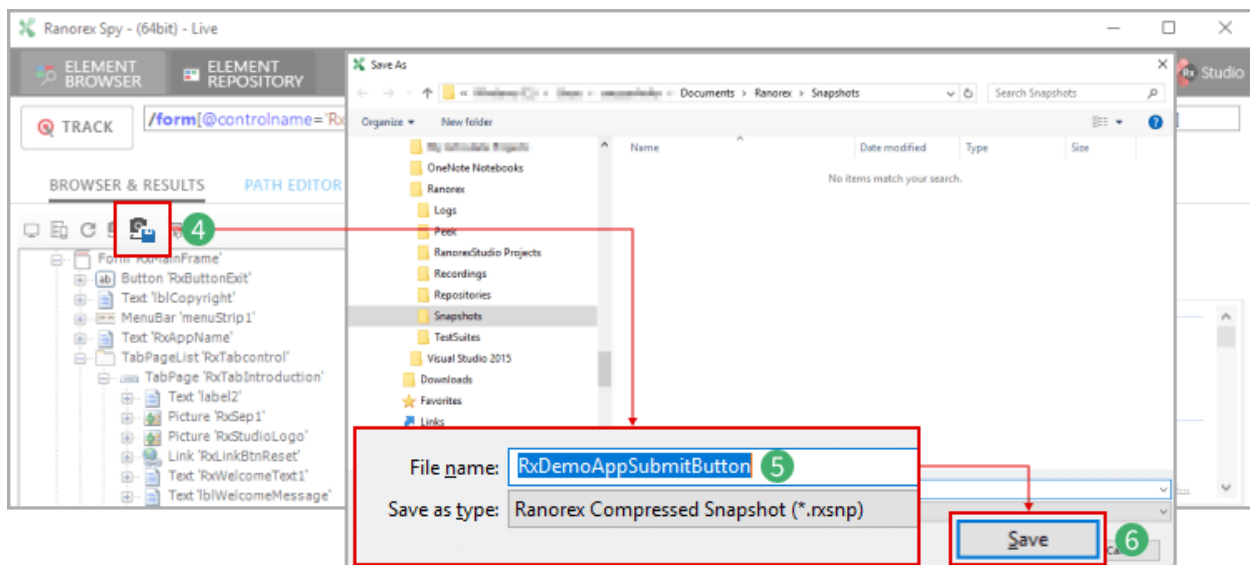 Ranorex Spy - (64bit) - Live
ELEMENT BROWSER
ELEMENT REPOSITORY
Rx Studio
TRACK
/form[@controlname='Rx
BROWSER & RESULTS
PATH EDITOR
4
Form 'RxMainFrame'
Button 'RxButtonExit'
Text 'lblCopyright'
MenuBar 'menuStrip1'
Text 'RxAppName'
TabPageList 'RxTabcontrol'
TabPage 'RxTabIntroduction'
Text 'label2'
Picture 'RxSep1'
Picture 'RxStudioLogo'
Link 'RxLinkBtnReset'
Text 'RxWelcomeText1'
Text 'lblWelcomeMessage'
Save As
« Documents › Ranorex › Snapshots
Search Snapshots
Organize
New folder
Name
Date modified
Type
Size
No items match your search.
OneNote Notebooks
Ranorex
Logs
Peek
RanorexStudio Projects
Recordings
Repositories
Snapshots
TestSuites
Visual Studio 2015
Downloads
Favorites
Links
File name: RxDemoAppSubmitButton 5
Save as type: Ranorex Compressed Snapshot (*.rxsnp)
Save 6